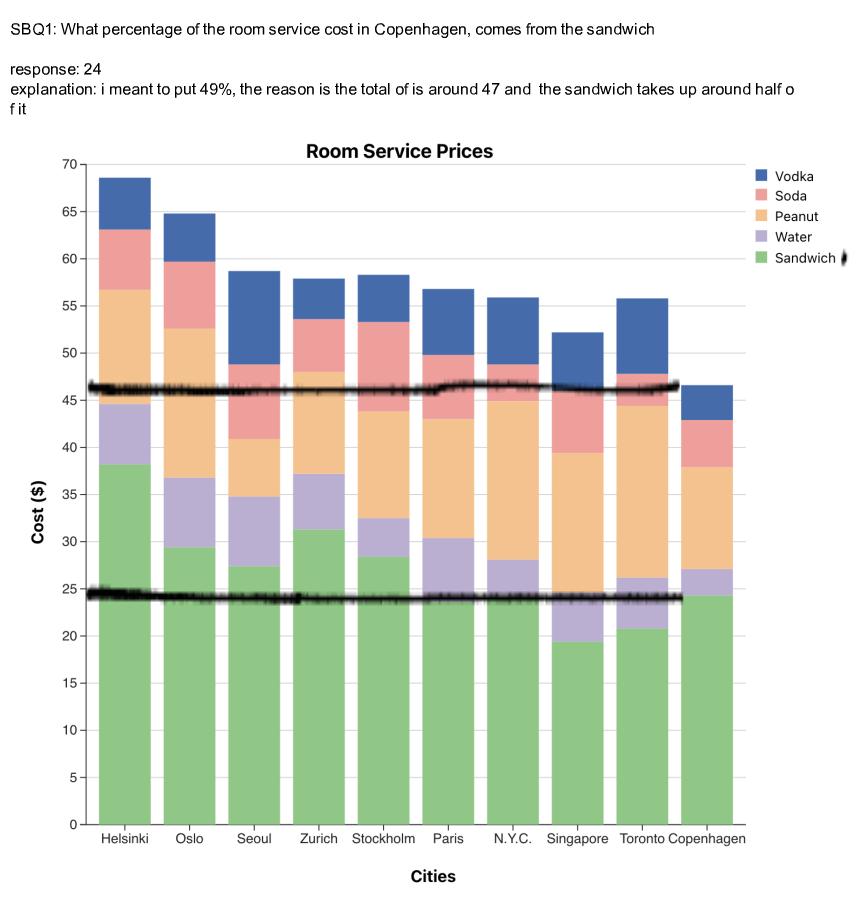 SBQ1: What percentage of the room service cost in Copenhagen, comes from the sandwich
response: 24
explanation: i meant to put 49%, the reason is the total of is around 47 and  the sandwich takes up around half o
f it
Room Service Prices
70
65
60
55
50
45
40
35
30
25
20
15
10
5
0
Cost ($)
Vodka
Soda
Peanut
Water
Sandwich
Helsinki Oslo Seoul Zurich Stockholm Paris N.Y.C. Singapore Toronto Copenhagen
Cities